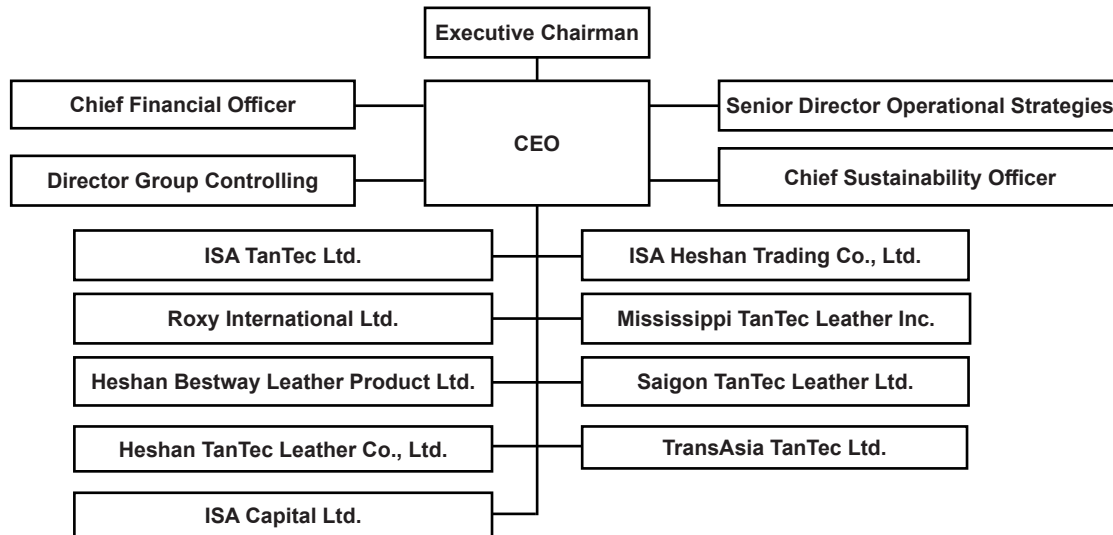 Executive Chairman
Chief Financial Officer
Senior Director Operational Strategies
CEO
Director Group Controlling
Chief Sustainability Officer
ISA TanTec Ltd.
ISA Heshan Trading Co., Ltd.
Roxy International Ltd.
Mississippi TanTec Leather Inc.
Heshan Bestway Leather Product Ltd.
Saigon TanTec Leather Ltd.
Heshan TanTec Leather Co., Ltd.
TransAsia TanTec Ltd.
ISA Capital Ltd.